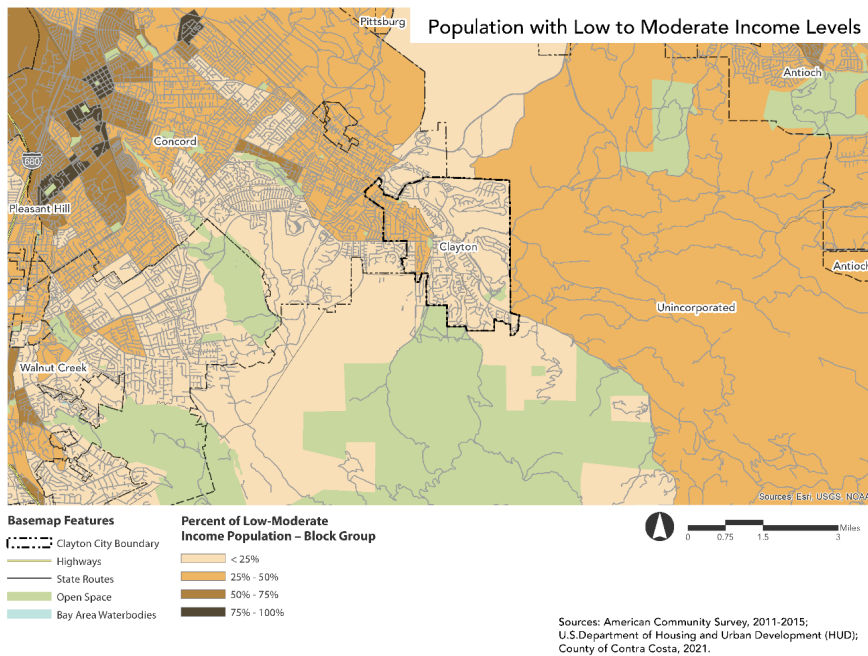 Population with Low to Moderate Income Levels
Pittsburg
Antioch
Concord
680
Pleasant Hill
Clayton
Antioch
Unincorporated
Walnut Creek
Sources: Esri, USGS, NOAA
Basemap Features
Clayton City Boundary
Highways
State Routes
Open Space
Bay Area Waterbodies
Percent of Low-Moderate
Income Population – Block Group
< 25%
25% - 50%
50% - 75%
75% - 100%
0 0.75 1.5 3 Miles
Sources: American Community Survey, 2011-2015;
U.S.Department of Housing and Urban Development (HUD);
County of Contra Costa, 2021.